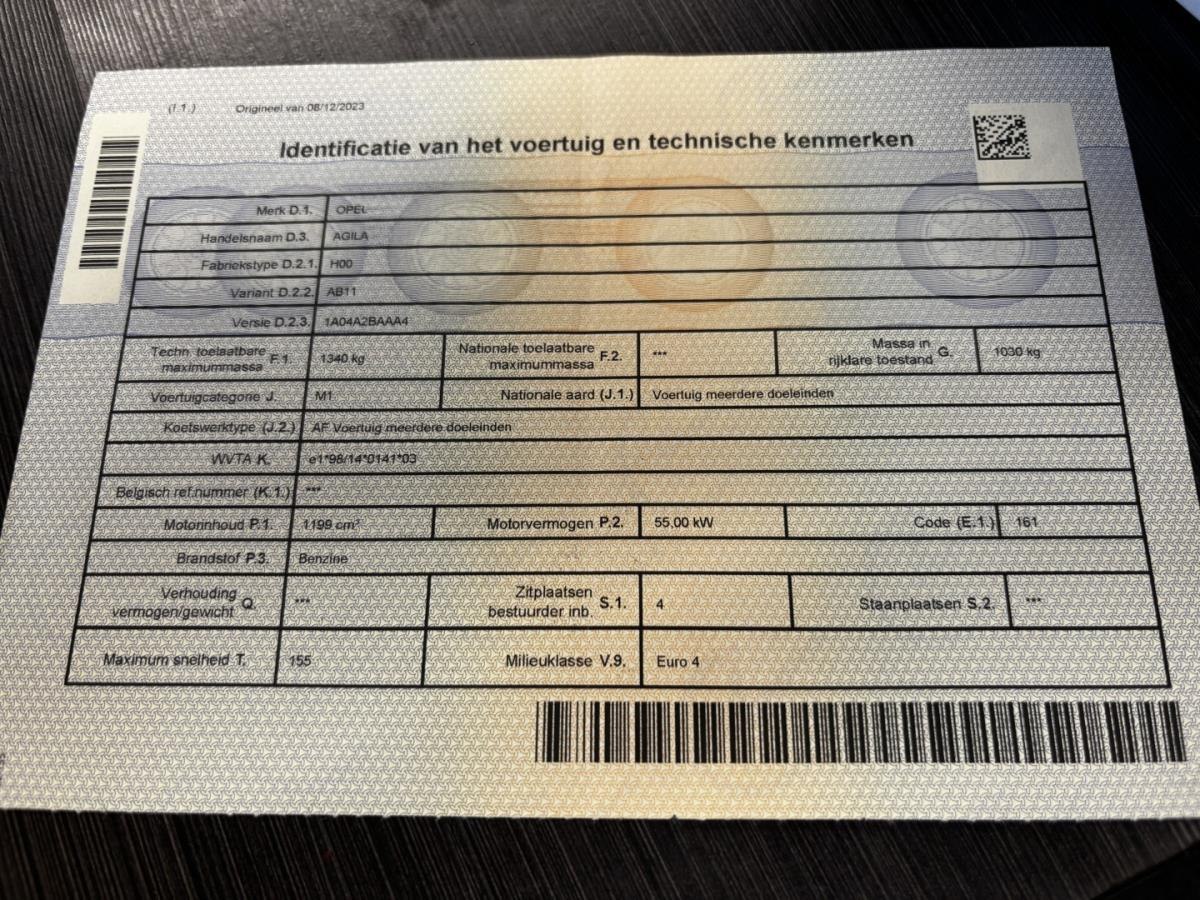 (I.1.) Origineel van 08/12/2023
Identificatie van het voertuig en technische kenmerken
Merk D.1. OPEL
Handelsnaam D.3. AGILA
Fabriekstype D.2.1. H00
Variant D.2.2. AB11
Versie D.2.3. 1A04A2BAAA4
Techn. toelaatbare maximummassa F.1. 1340 kg Nationale toelaatbare maximummassa F.2. *** Massa in rijklare toestand G. 1030 kg
Voertuigcategorie J. M1 Nationale aard (J.1.) Voertuig meerdere doeleinden
Koetswerktype (J.2.) AF Voertuig meerdere doeleinden
WVTA K. e1*98/14*0141*03
Belgisch ref.nummer (K.1.) ***
Motorinhoud P.1. 1199 cm³ Motorvermogen P.2. 55,00 kW Code (E.1.) 161
Brandstof P.3. Benzine
Verhouding vermogen/gewicht Q. *** Zitplaatsen bestuurder inb. S.1. 4 Staanplaatsen S.2. ***
Maximum snelheid T. 155 Milieuklasse V.9. Euro 4